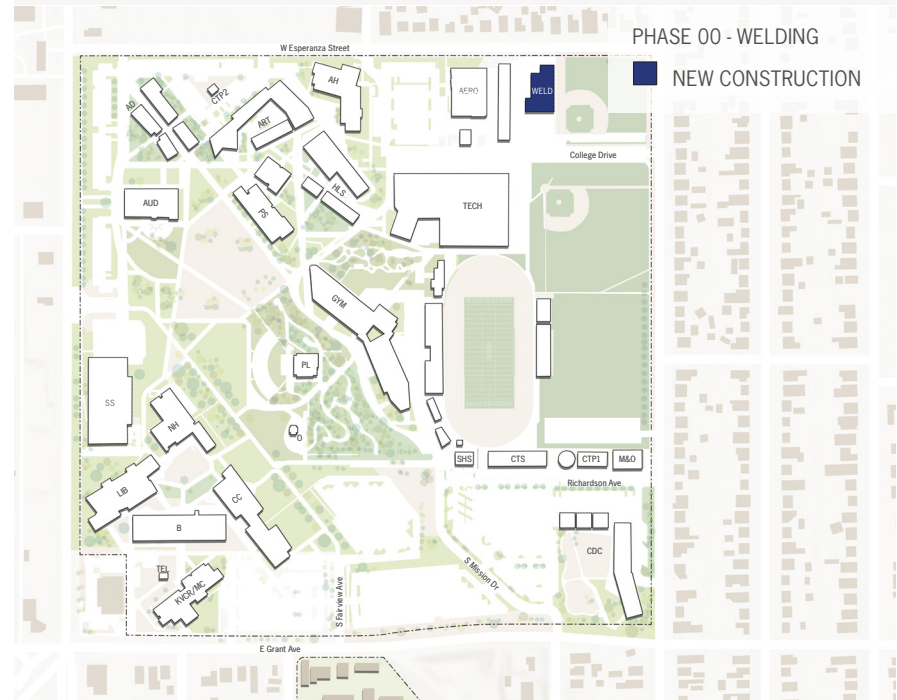 PHASE 00 - WELDING
NEW CONSTRUCTION
W Esperanza Street
AD
CTP2
ART
AH
AERO
WELD
College Drive
HLS
AUD
PS
TECH
GYM
PL
SS
NH
O
SHS
CTS
CTP1
M&O
Richardson Ave
LIB
CC
B
CDC
TEL
KVCR/MC
S Fairview Ave
S Mission Dr
E Grant Ave